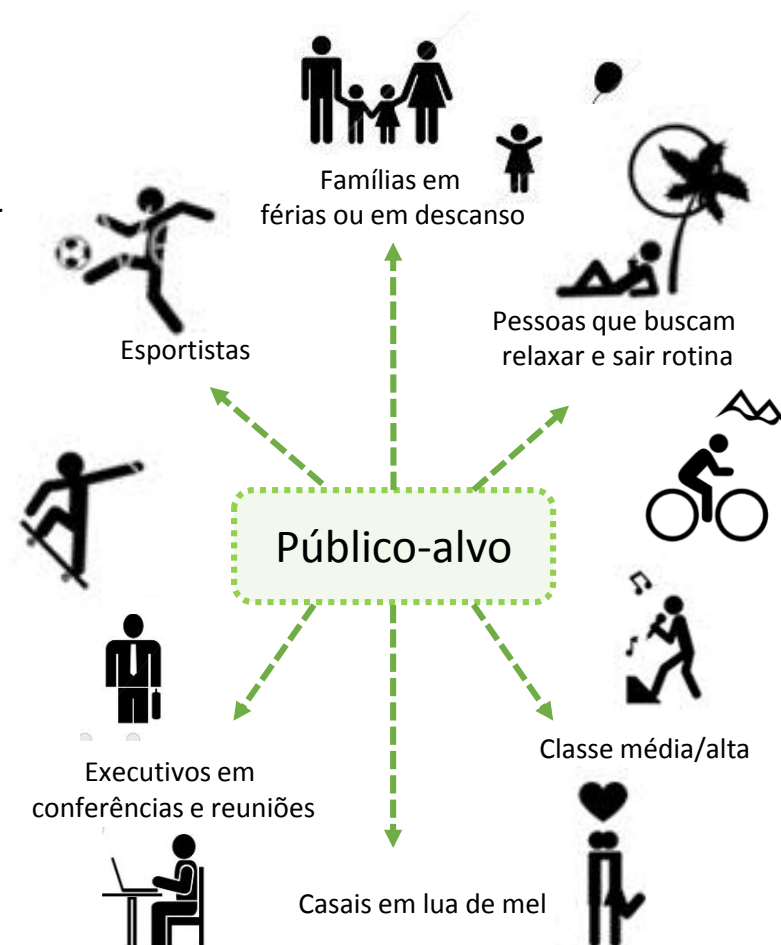 Famílias em
férias ou em descanso
Pessoas que buscam
relaxar e sair rotina
Esportistas
Público-alvo
Classe média/alta
Executivos em
conferências e reuniões
Casais em lua de mel